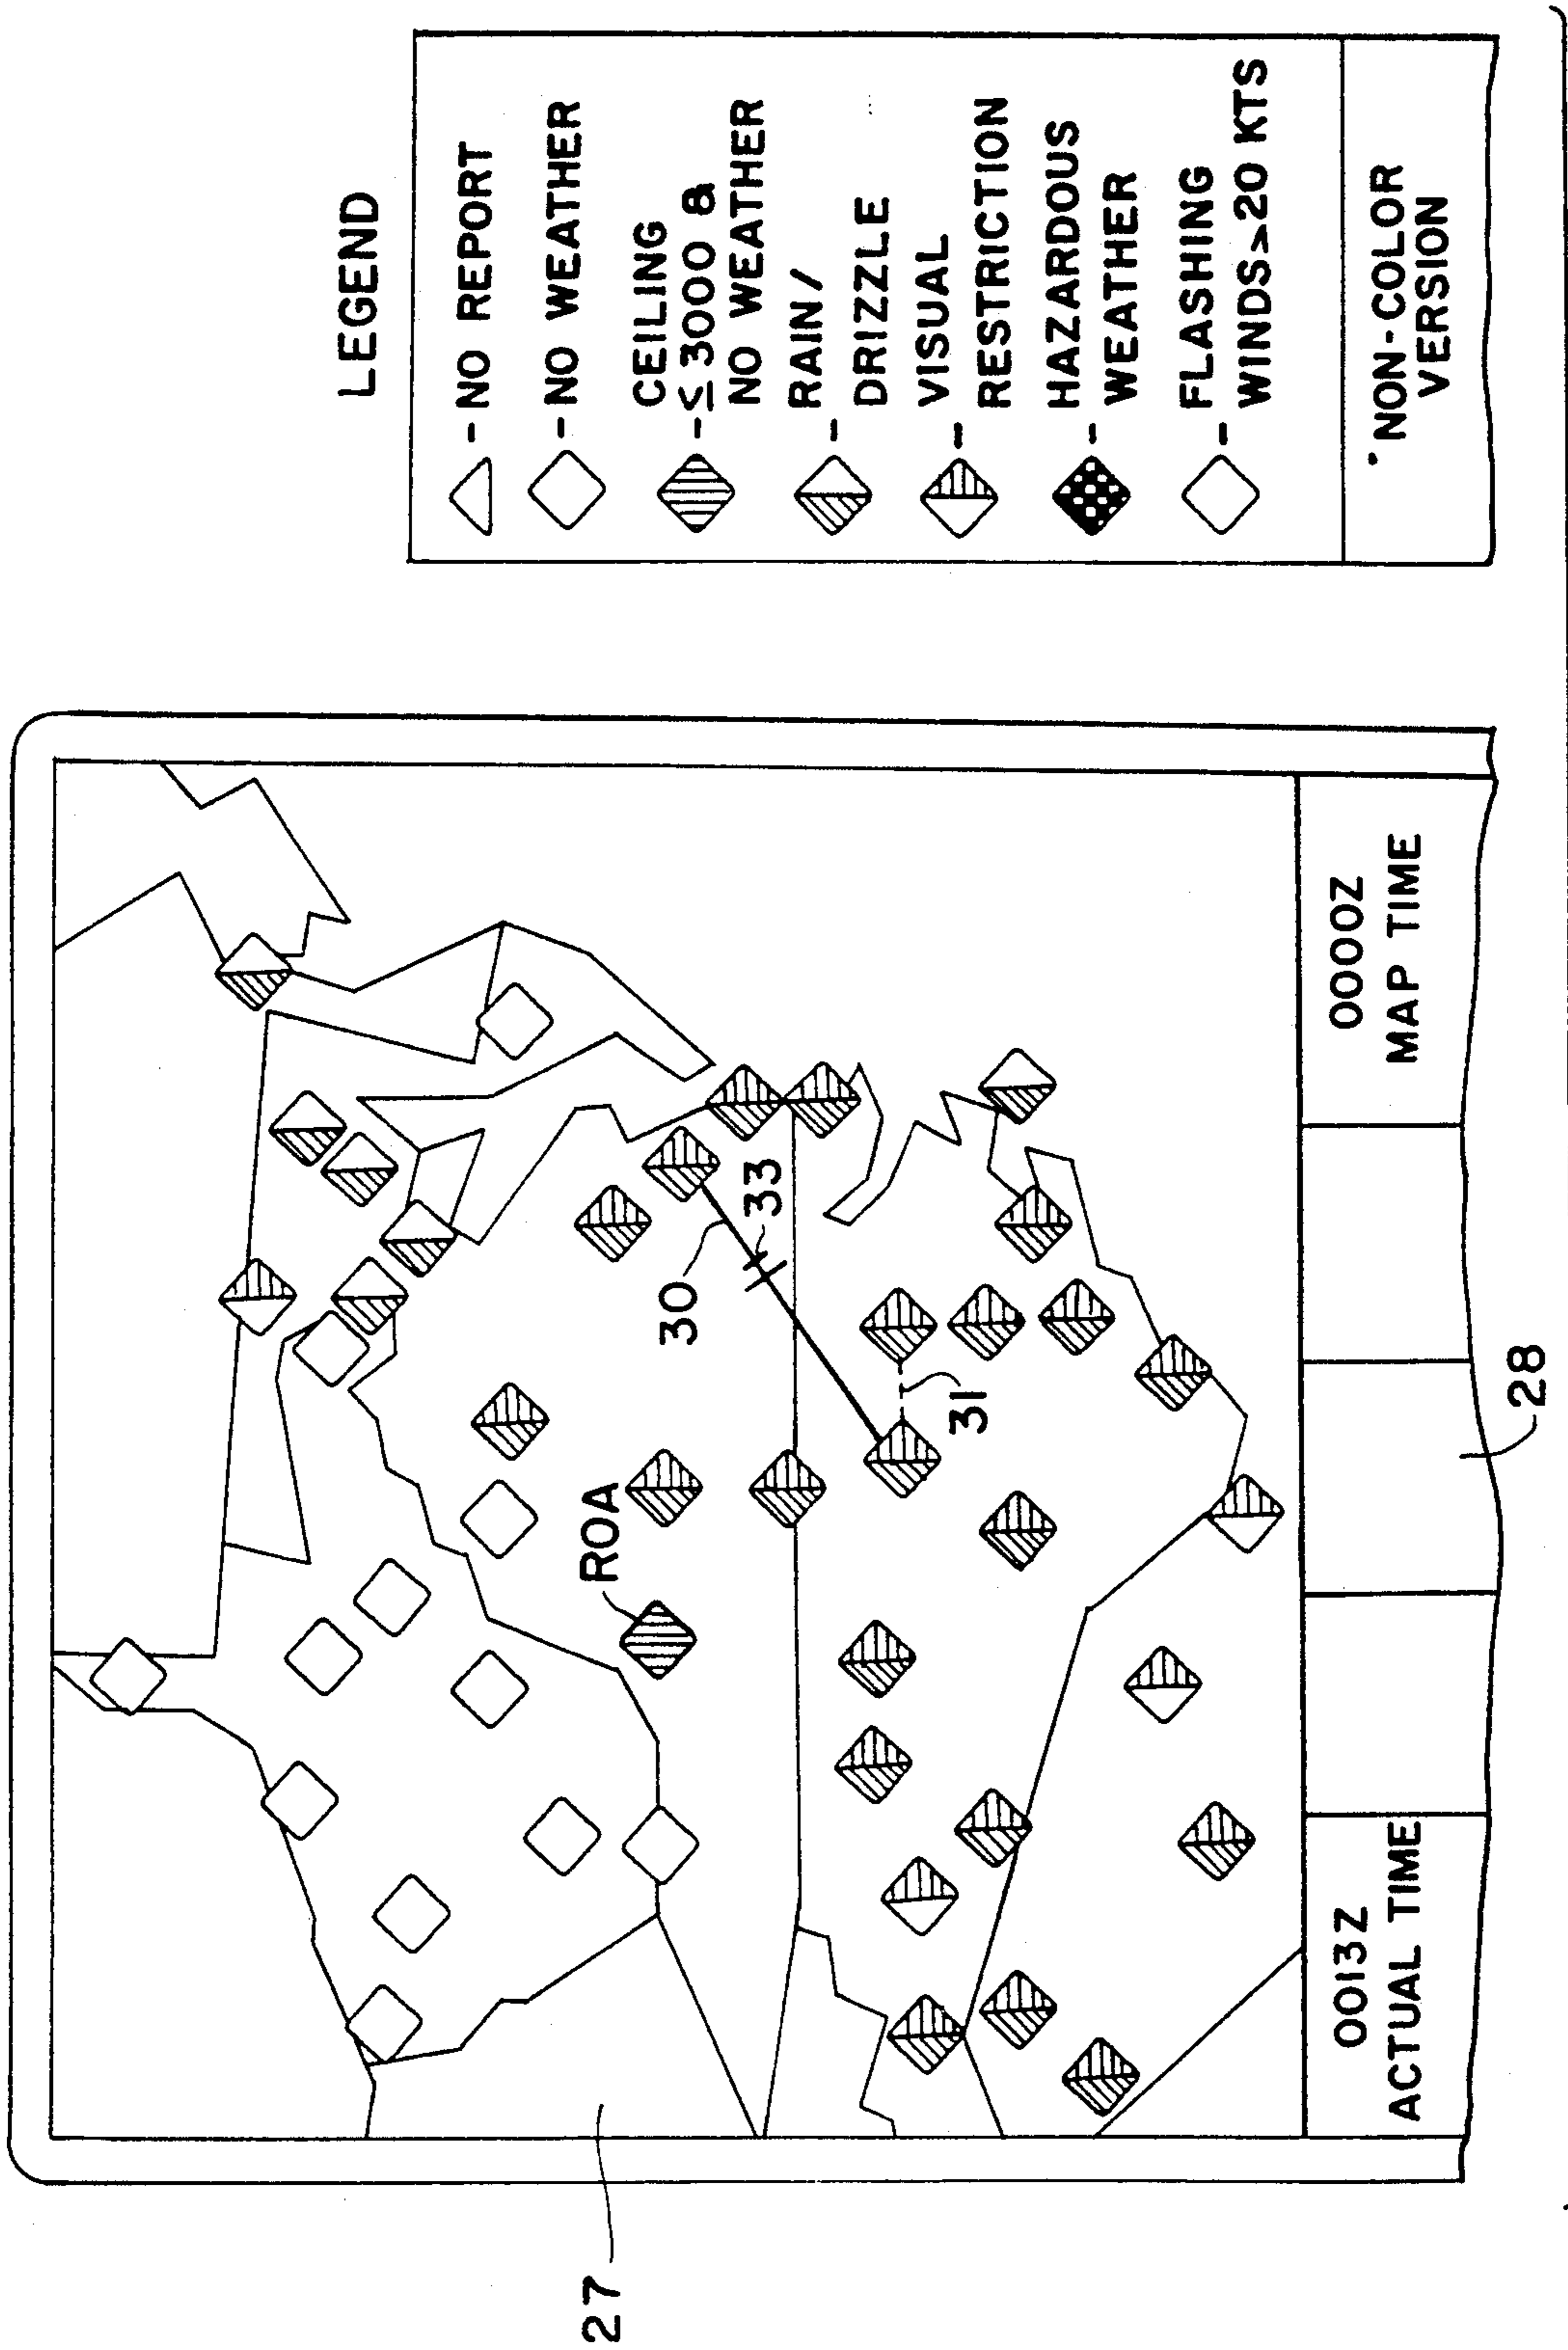 LEGEND
- NO REPORT
- NO WEATHER
CEILING
- ≤ 3000 &
NO WEATHER
- RAIN /
DRIZZLE
VISUAL
- RESTRICTION
HAZARDOUS
- WEATHER
FLASHING
- WINDS ≥ 20 KTS
*NON-COLOR
VERSION
ROA
30
33
31
27
0013Z
ACTUAL TIME
0000Z
MAP TIME
28